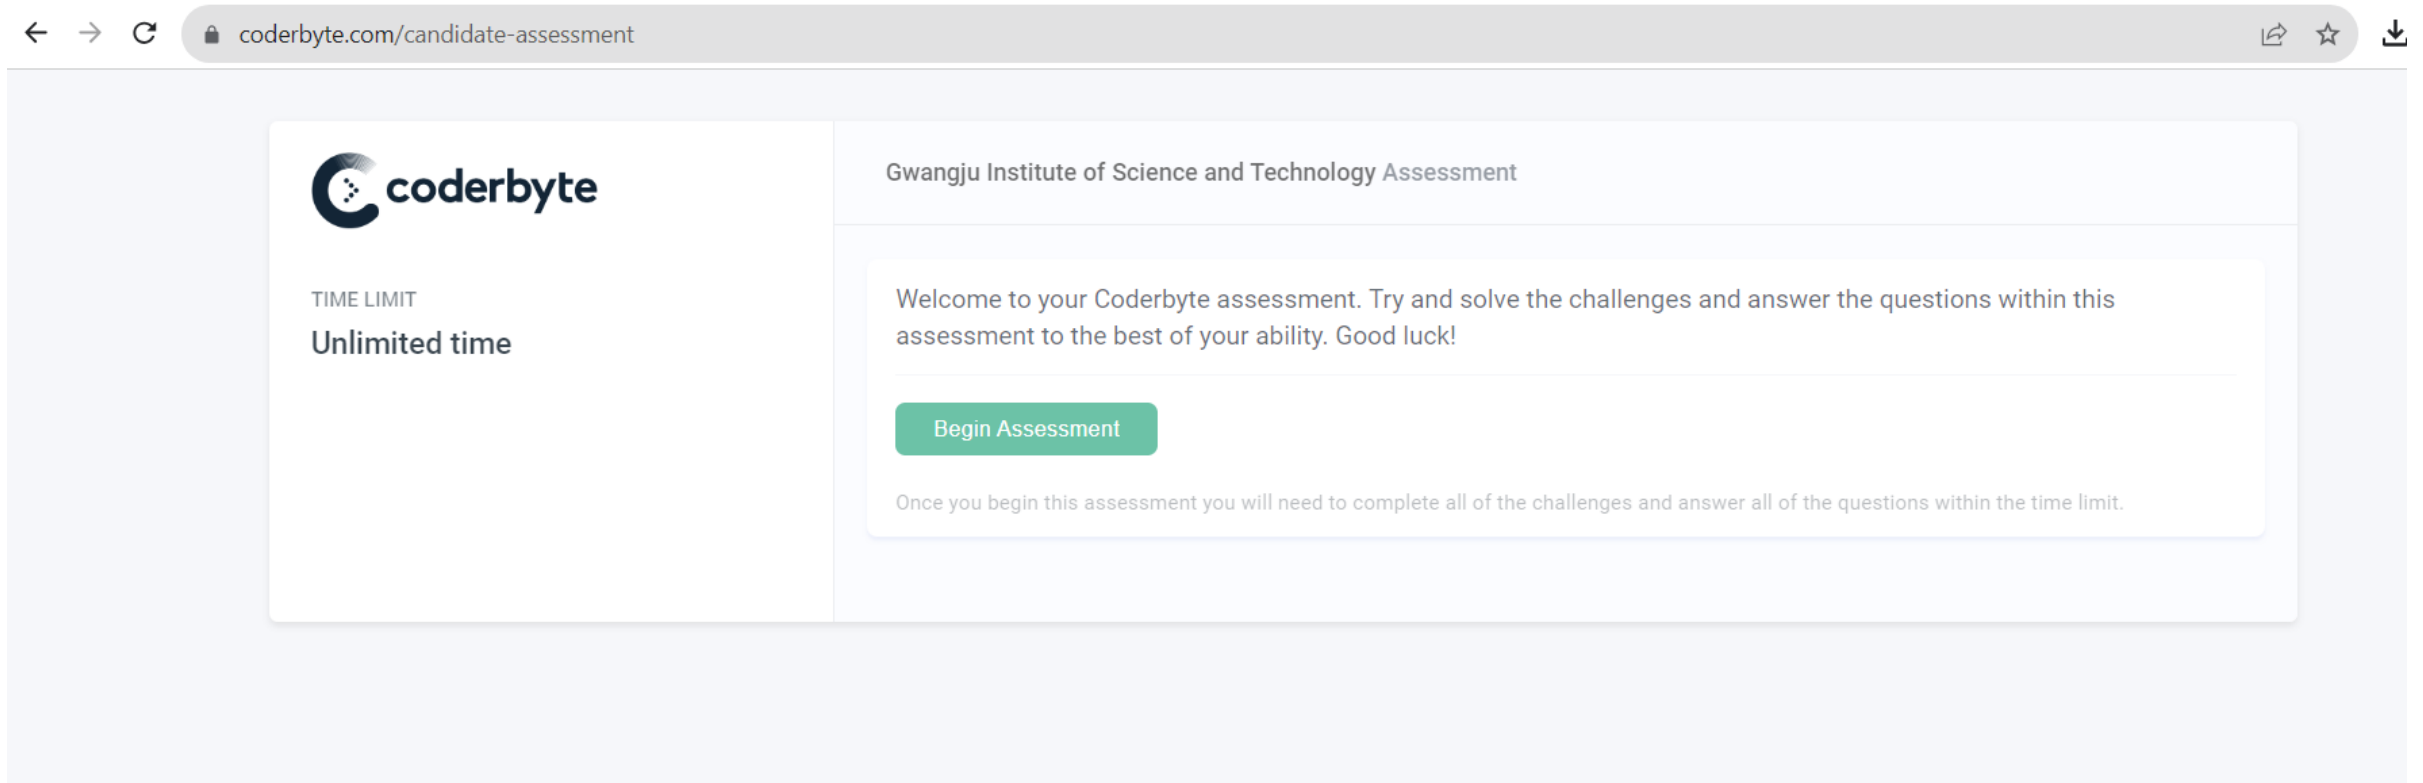 coderbyte.com/candidate-assessment
coderbyte
TIME LIMIT
Unlimited time
Gwangju Institute of Science and Technology Assessment
Welcome to your Coderbyte assessment. Try and solve the challenges and answer the questions within this
assessment to the best of your ability. Good luck!
Begin Assessment
Once you begin this assessment you will need to complete all of the challenges and answer all of the questions within the time limit.